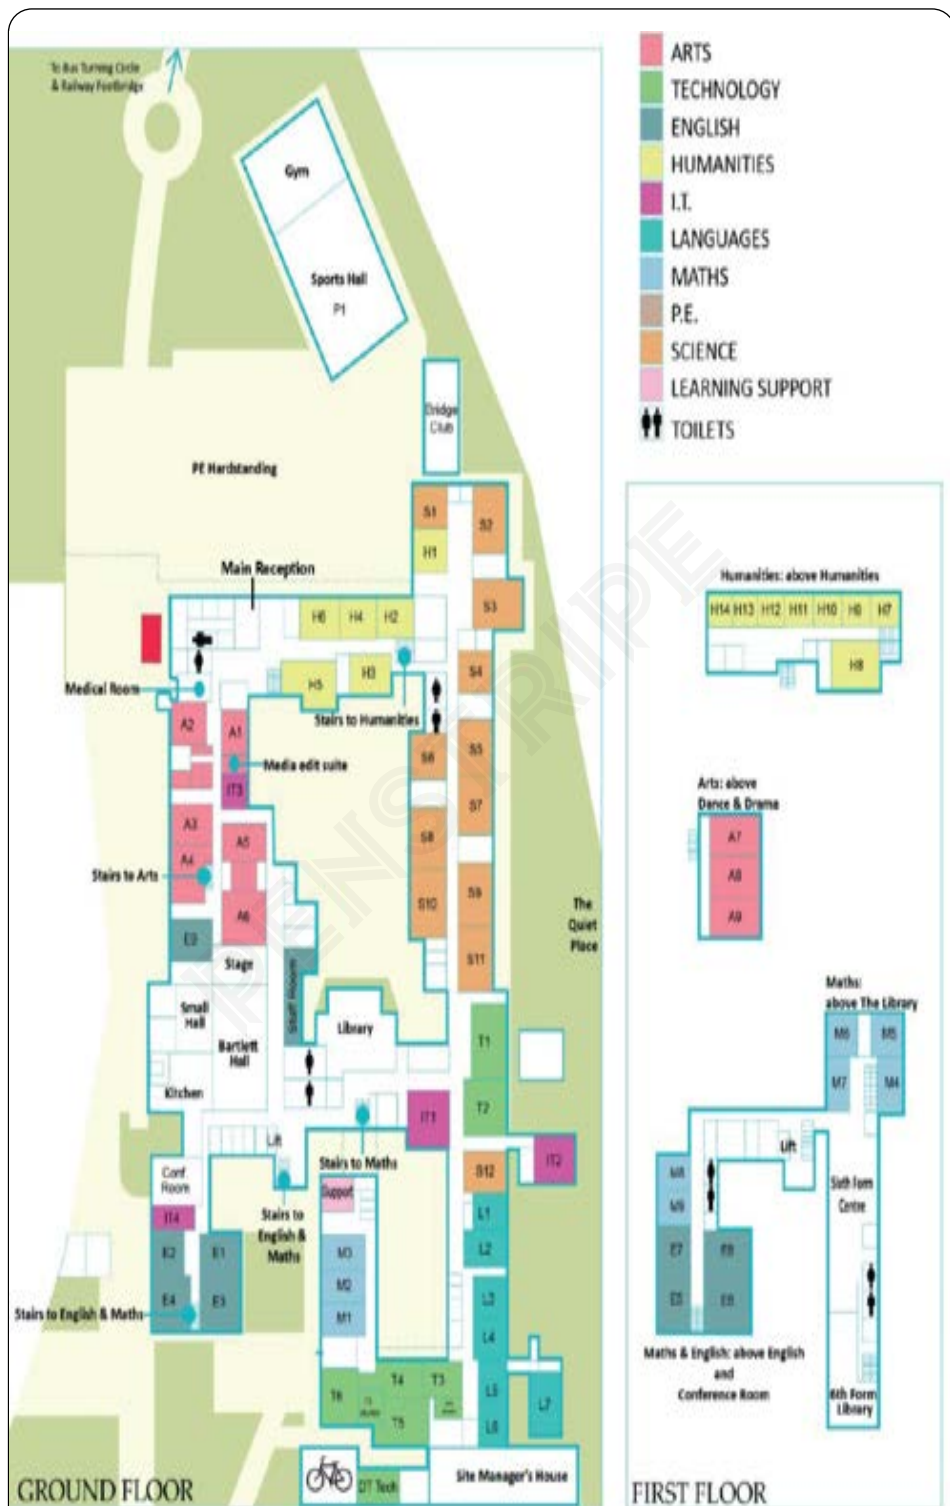 To Bus Turning Circle
& Railway Footbridge
Gym
Sports Hall
P1
Bridge
Club
PE Hardstanding
Main Reception
S1
S2
H1
S3
H6
H4
H2
H5
H3
S4
Medical Room
Stairs to Humanities
A2
A1
Media edit suite
IT3
S6
S5
S7
A3
A5
A4
S8
Stairs to Arts
A6
S10
S9
The
Quiet
Place
Stage
S11
Staff Room
Small
Hall
Bartlett
Hall
Library
Kitchen
T1
T2
IT1
IT2
Lift
Stairs to Maths
Conf.
Room
Support
S12
IT4
Stairs to
English &
Maths
L1
L2
E2
E1
M3
M2
M1
E4
E3
Stairs to English & Maths
L3
L4
T6
T4
T3
T5
L5
L6
L7
DT Tech
Site Manager's House
GROUND FLOOR
ARTS
TECHNOLOGY
ENGLISH
HUMANITIES
I.T.
LANGUAGES
MATHS
P.E.
SCIENCE
LEARNING SUPPORT
TOILETS
Humanities: above Humanities
H14 H13 H12 H11 H10 H7
Arts: above
Dance & Drama
A7
A8
A9
Maths:
above The Library
M6
M5
M7
M4
Lift
M8
M9
Sixth Form
Centre
E7
Maths & English: above English
and
Conference Room
6th Form
Library
FIRST FLOOR
PENSTRIPE